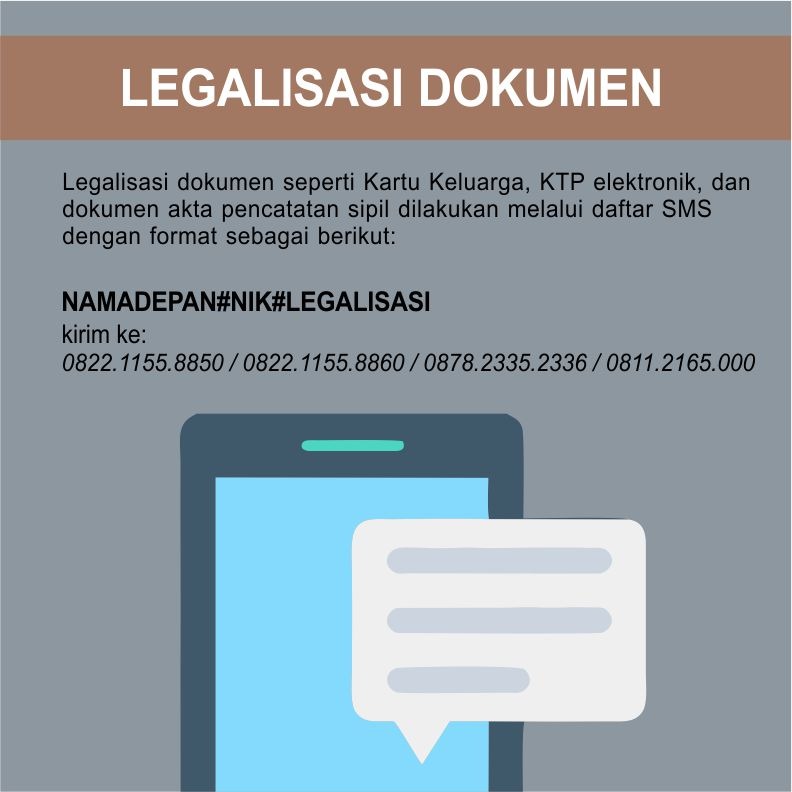 LEGALISASI DOKUMEN
Legalisasi dokumen seperti Kartu Keluarga, KTP elektronik, dan
dokumen akta pencatatan sipil dilakukan melalui daftar SMS
dengan format sebagai berikut:
NAMADEPAN#NIK#LEGALISASI
kirim ke:
0822.1155.8850 / 0822.1155.8860 / 0878.2335.2336 / 0811.2165.000